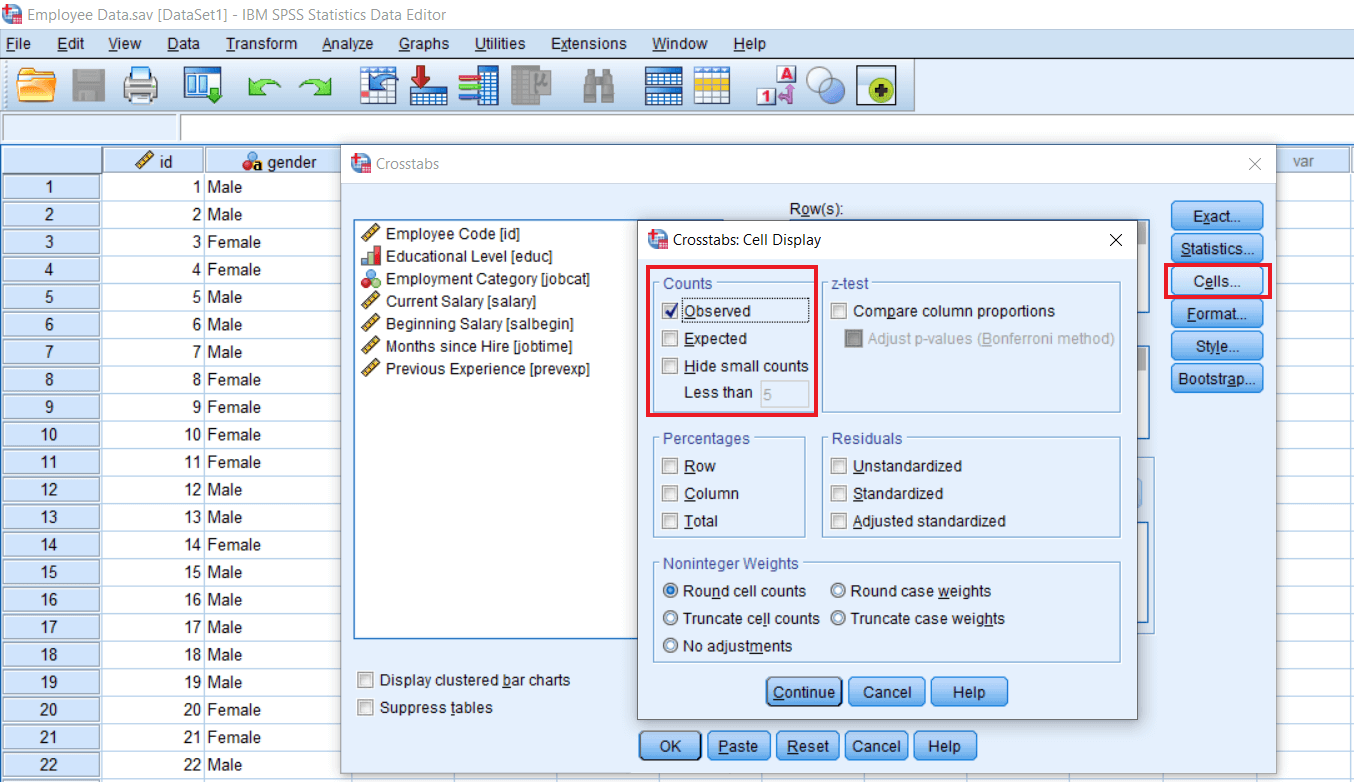 Employee Data.sav [DataSet1] - IBM SPSS Statistics Data Editor
File Edit View Data Transform Analyze Graphs Utilities Extensions Window Help
A
1
µ
id gender var
1 1 Male
2 2 Male
3 3 Female
4 4 Female
5 5 Male
6 6 Male
7 7 Male
8 8 Female
9 9 Female
10 10 Female
11 11 Female
12 12 Male
13 13 Male
14 14 Female
15 15 Male
16 16 Male
17 17 Male
18 18 Male
19 19 Male
20 20 Female
21 21 Female
22 22 Male
Crosstabs
Row(s):
Employee Code [id]
Educational Level [educ]
Employment Category [jobcat]
Current Salary [salary]
Beginning Salary [salbegin]
Months since Hire [jobtime]
Previous Experience [prevexp]
Exact...
Statistics...
Cells...
Format...
Style...
Bootstrap...
Crosstabs: Cell Display
Counts
Observed
Expected
Hide small counts
Less than 5
z-test
Compare column proportions
Adjust p-values (Bonferroni method)
Percentages
Row
Column
Total
Residuals
Unstandardized
Standardized
Adjusted standardized
Noninteger Weights
Round cell counts Round case weights
Truncate cell counts Truncate case weights
No adjustments
Continue Cancel Help
Display clustered bar charts
Suppress tables
OK Paste Reset Cancel Help